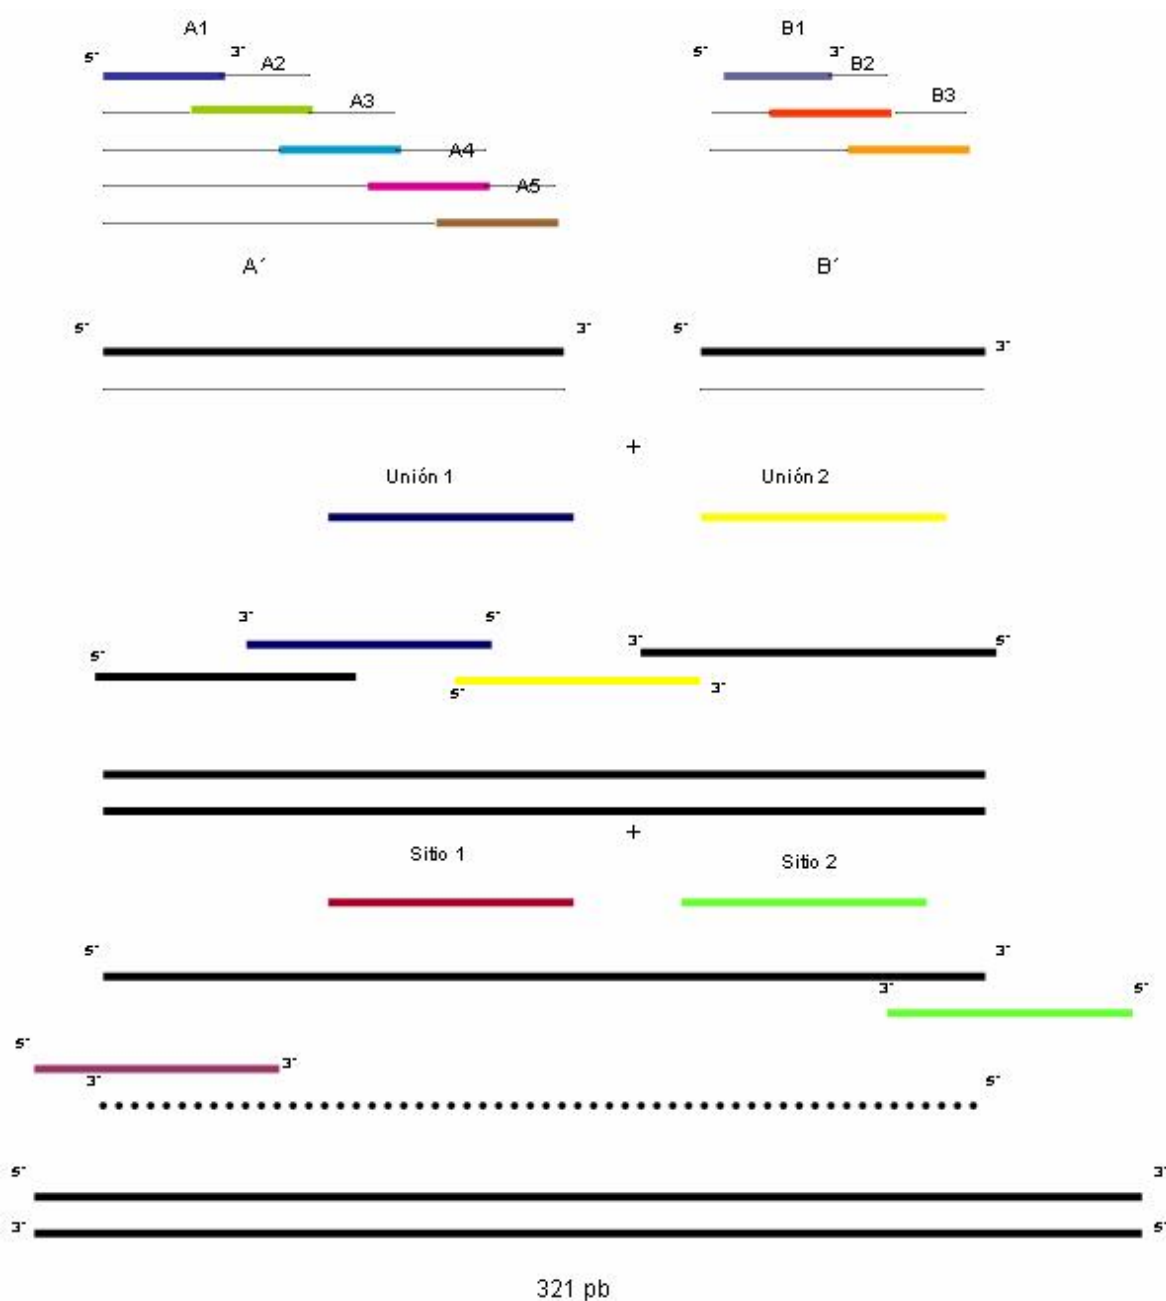 A1 B1
5´ 3´ A2 5´ 3´ B2
A3 B3
A4
A5
A´ B´
5´ 3´ 5´ 3´
+
Unión 1 Unión 2
3´ 5´ 3´ 5´
5´ 5´ 3´
+
Sitio 1 Sitio 2
5´ 3´
3´ 5´
5´ 3´
3´ 5´
5´ 3´
3´ 5´
321 pb